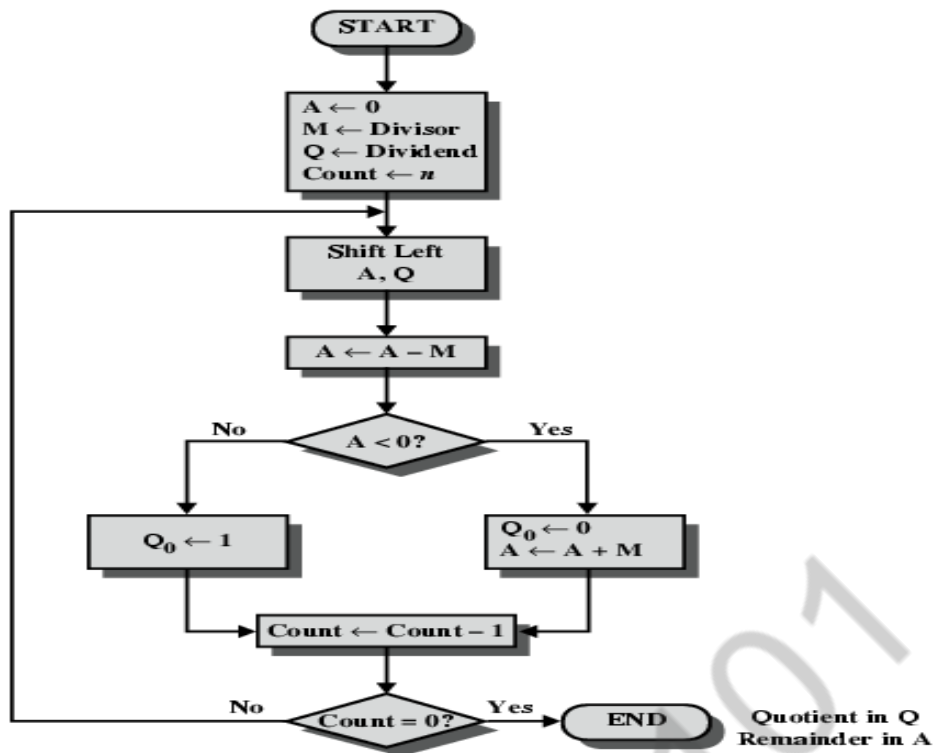 START
A ← 0
M ← Divisor
Q ← Dividend
Count ← n
Shift Left
A, Q
A ← A − M
No
A < 0?
Yes
Q₀ ← 1
Q₀ ← 0
A ← A + M
Count ← Count − 1
No
Count = 0?
Yes
END
Quotient in Q
Remainder in A